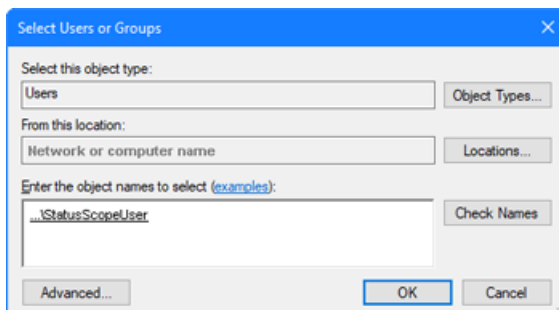 Select Users or Groups
Select this object type:
Users
Object Types...
From this location:
Network or computer name
Locations...
Enter the object names to select (examples):
...\StatusScopeUser
Check Names
Advanced...
OK
Cancel